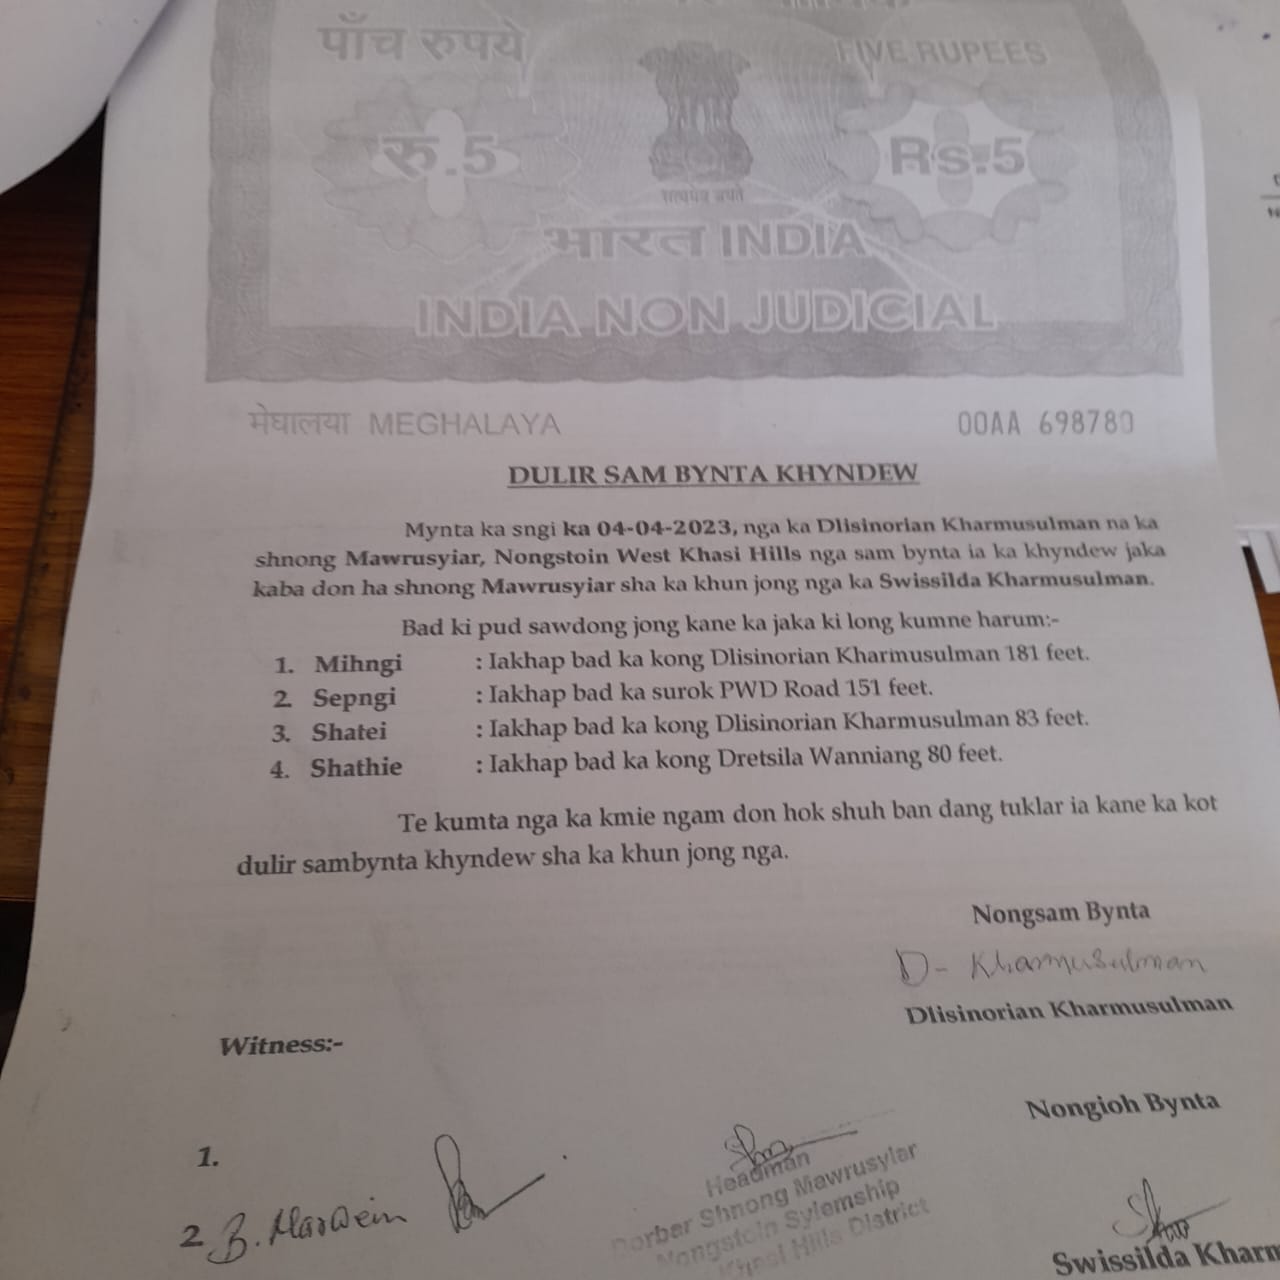 पाँच रुपये FIVE RUPEES
रु.5 Rs.5
सत्यमेव जयते
भारत INDIA
INDIA NON JUDICIAL
मेघालया MEGHALAYA 00AA 698780
DULIR SAM BYNTA KHYNDEW
Mynta ka sngi ka 04-04-2023, nga ka Dlisinorian Kharmusulman na ka
shnong Mawrusyiar, Nongstoin West Khasi Hills nga sam bynta ia ka khyndew jaka
kaba don ha shnong Mawrusyiar sha ka khun jong nga ka Swissilda Kharmusulman.
Bad ki pud sawdong jong kane ka jaka ki long kumne harum:-
1. Mihngi : Iakhap bad ka kong Dlisinorian Kharmusulman 181 feet.
2. Sepngi : Iakhap bad ka surok PWD Road 151 feet.
3. Shatei : Iakhap bad ka kong Dlisinorian Kharmusulman 83 feet.
4. Shathie : Iakhap bad ka kong Dretsila Wanniang 80 feet.
Te kumta nga ka kmie ngam don hok shuh ban dang tuklar ia kane ka kot
dulir sambynta khyndew sha ka khun jong nga.
Nongsam Bynta
D- Kharmusulman
Dlisinorian Kharmusulman
Witness:-
Nongioh Bynta
1.
2 B. Marwein
Headman
Dorbar Shnong Mawrusyiar
Nongstoin Syiemship
Khasi Hills District
Swissilda Kharm